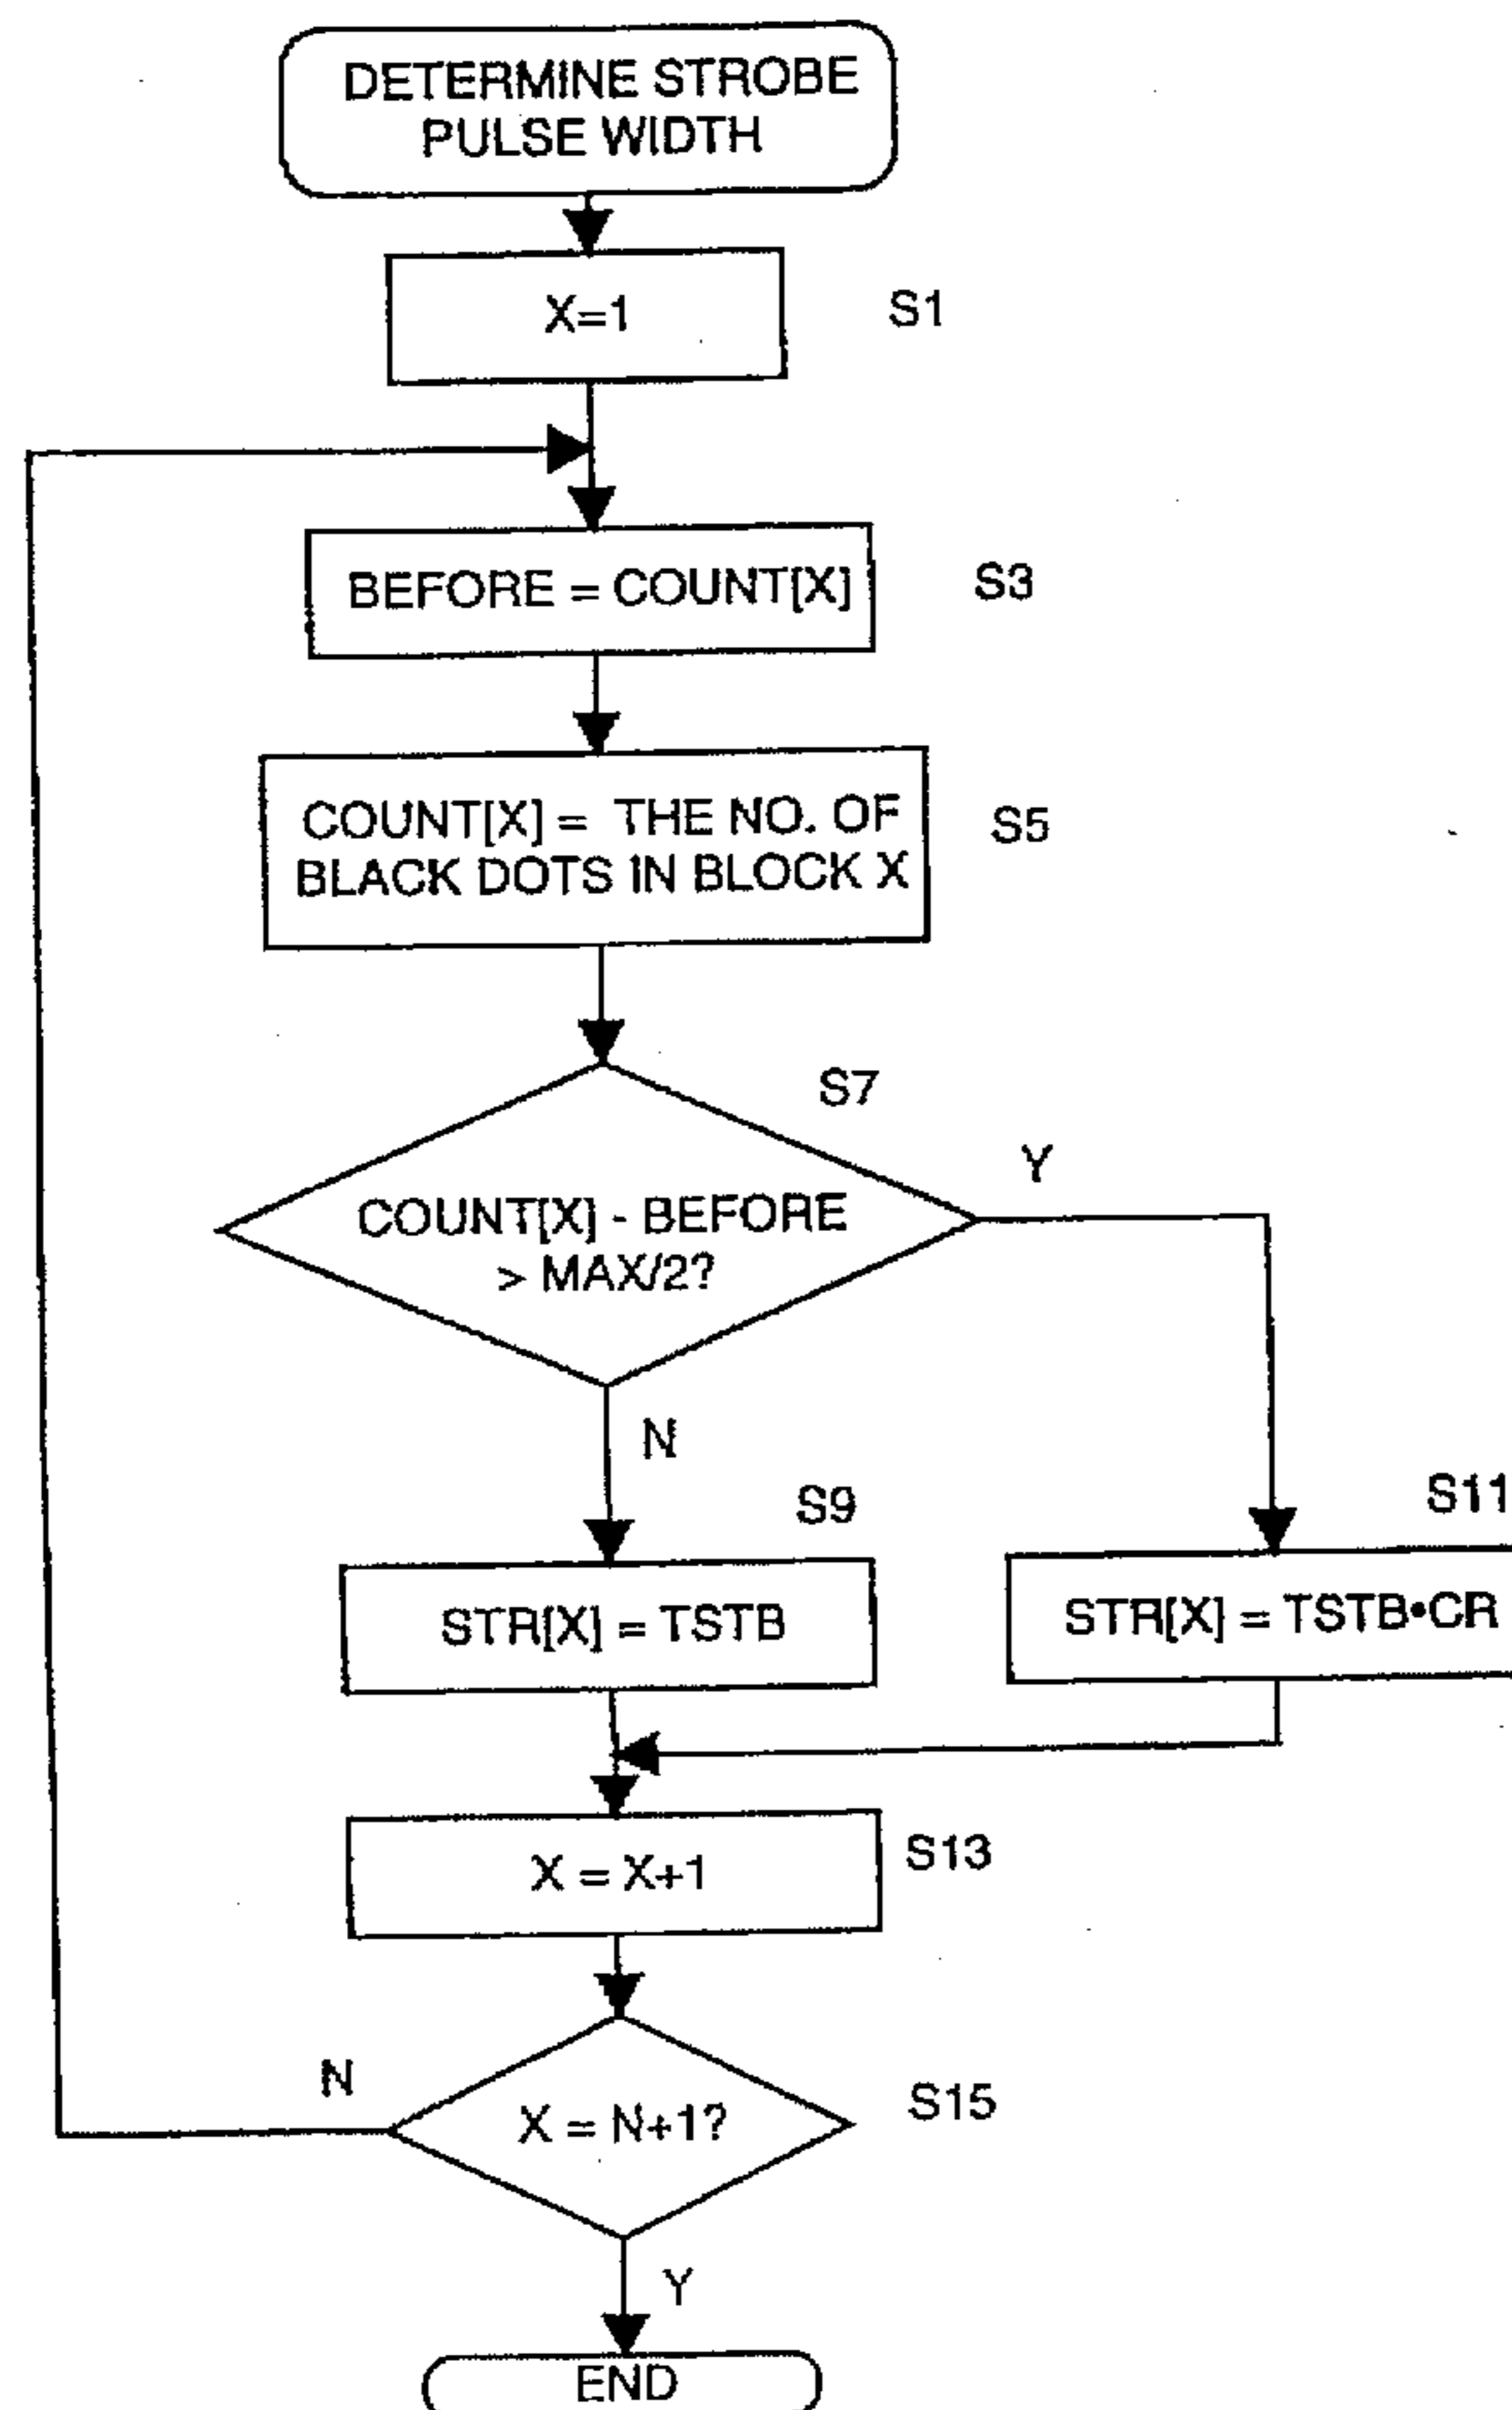 DETERMINE STROBE
PULSE WIDTH
X=1
S1
BEFORE = COUNT[X]
S3
COUNT[X] = THE NO. OF
BLACK DOTS IN BLOCK X
S5
S7
COUNT[X] - BEFORE
> MAX/2?
Y
N
S9
S11
STR[X] = TSTB
STR[X] = TSTB•CR
X = X+1
S13
N
X = N+1?
S15
Y
END